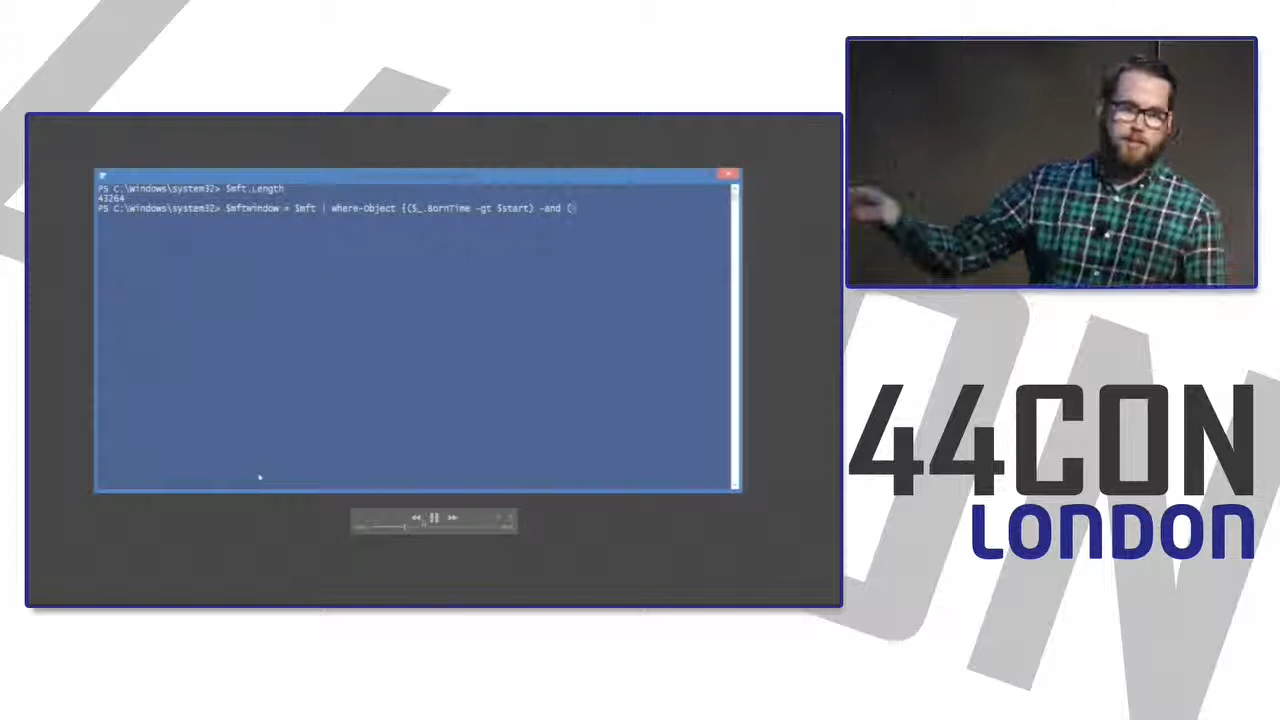 PS C:\Windows\system32> $mft.Length
43264
PS C:\Windows\system32> $mftwindow = $mft | where-Object {($_.BornTime -gt $start) -and (
44CON
LONDON